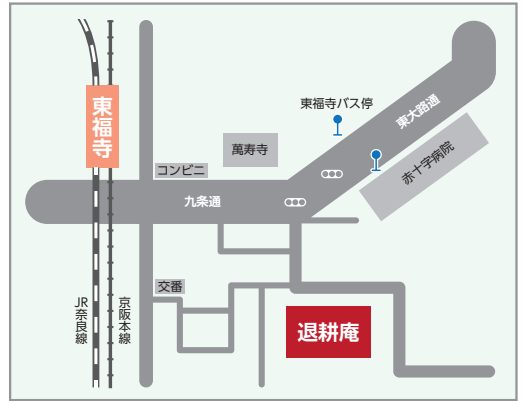 東福寺
東福寺バス停
東大路通
萬寿寺
赤十字病院
コンビニ
九条通
交番
JR奈良線
京阪本線
退耕庵